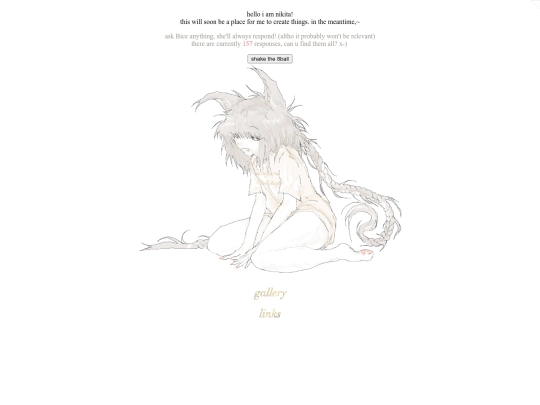 hello i am nikita!
this will soon be a place for me to create things. in the meantime,~
ask Bice anything, she'll always respond! (altho it probably won't be relevant)
there are currently 157 responses, can u find them all? x-)
shake the 8ball
gallery
links